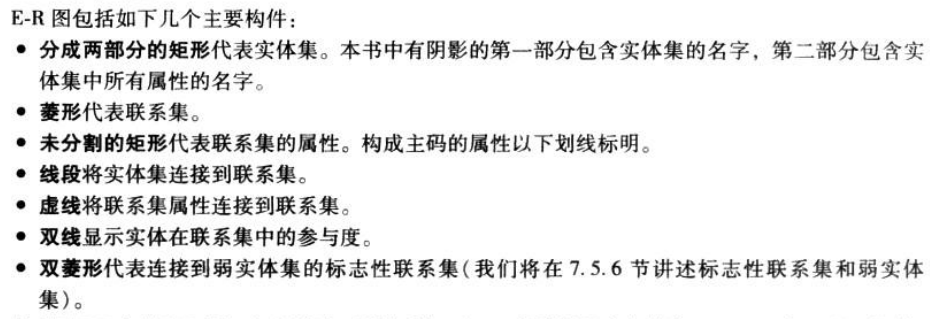 E-R 图包括如下几个主要构件：
● 分成两部分的矩形代表实体集。本书中有阴影的第一部分包含实体集的名字，第二部分包含实
体集中所有属性的名字。
● 菱形代表联系集。
● 未分割的矩形代表联系集的属性。构成主码的属性以下划线标明。
● 线段将实体集连接到联系集。
● 虚线将联系集属性连接到联系集。
● 双线显示实体在联系集中的参与度。
● 双菱形代表连接到弱实体集的标志性联系集（我们将在 7.5.6 节讲述标志性联系集和弱实体
集）。